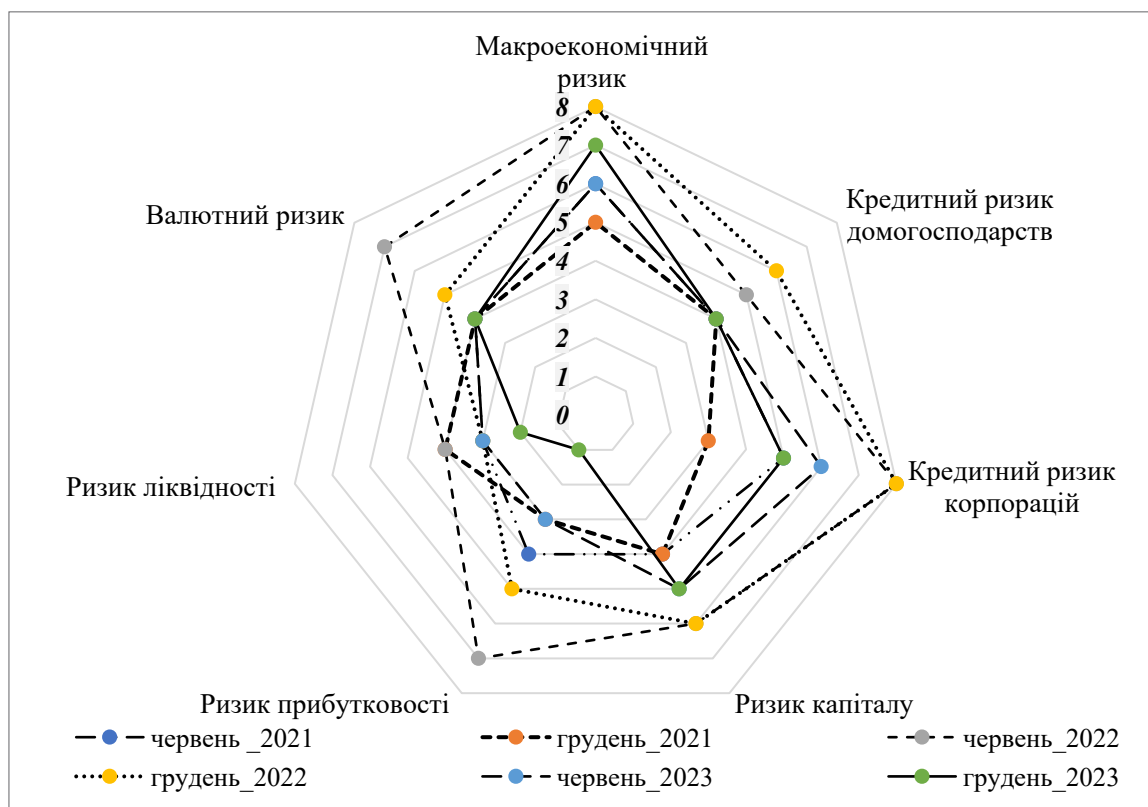 Макроекономічний
ризик
8
7
6
5
4
3
2
1
0
Кредитний ризик
домогосподарств
Кредитний ризик
корпорацій
Ризик капіталу
Ризик прибутковості
Ризик ліквідності
Валютний ризик
червень _2021
грудень_2021
червень_2022
грудень_2022
червень_2023
грудень_2023